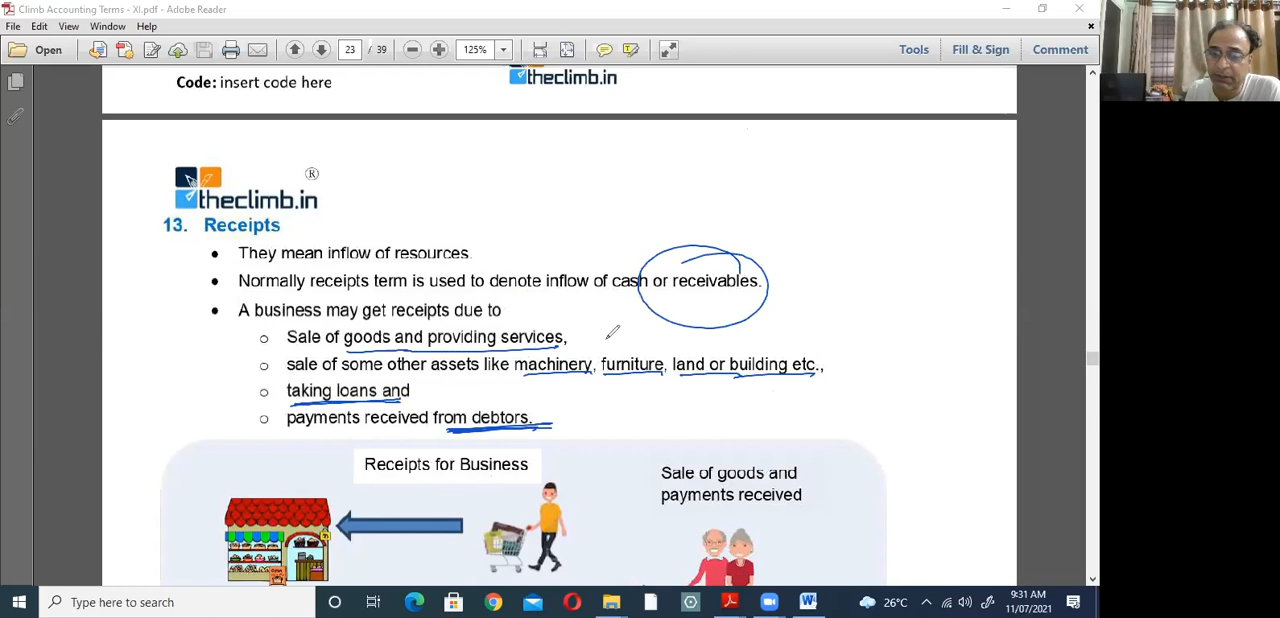 Climb Accounting Terms - XI.pdf - Adobe Reader
File Edit View Window Help
Open 23 / 39 125% Tools Fill & Sign Comment
Code: insert code here
theclimb.in
®
theclimb.in
13. Receipts
• They mean inflow of resources.
• Normally receipts term is used to denote inflow of cash or receivables.
• A business may get receipts due to
o Sale of goods and providing services,
o sale of some other assets like machinery, furniture, land or building etc.,
o taking loans and
o payments received from debtors.
Receipts for Business
Sale of goods and
payments received
Type here to search
26°C
9:31 AM
11/07/2021